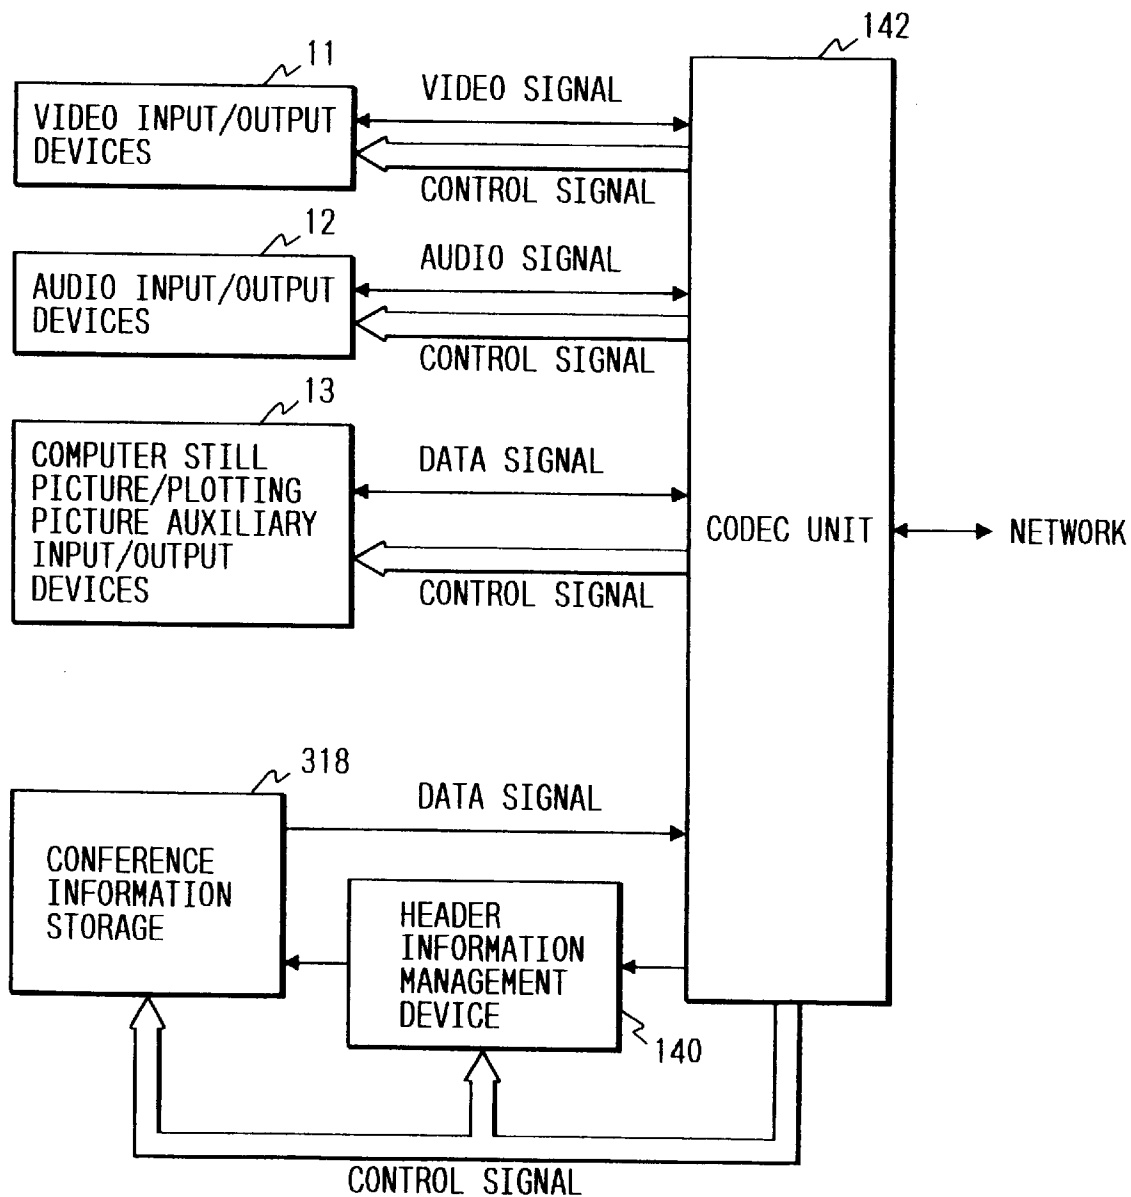 142
11
VIDEO INPUT/OUTPUT
DEVICES
VIDEO SIGNAL
CONTROL SIGNAL
12
AUDIO INPUT/OUTPUT
DEVICES
AUDIO SIGNAL
CONTROL SIGNAL
13
COMPUTER STILL
PICTURE/PLOTTING
PICTURE AUXILIARY
INPUT/OUTPUT
DEVICES
DATA SIGNAL
CONTROL SIGNAL
CODEC UNIT
NETWORK
318
CONFERENCE
INFORMATION
STORAGE
DATA SIGNAL
HEADER
INFORMATION
MANAGEMENT
DEVICE
140
CONTROL SIGNAL